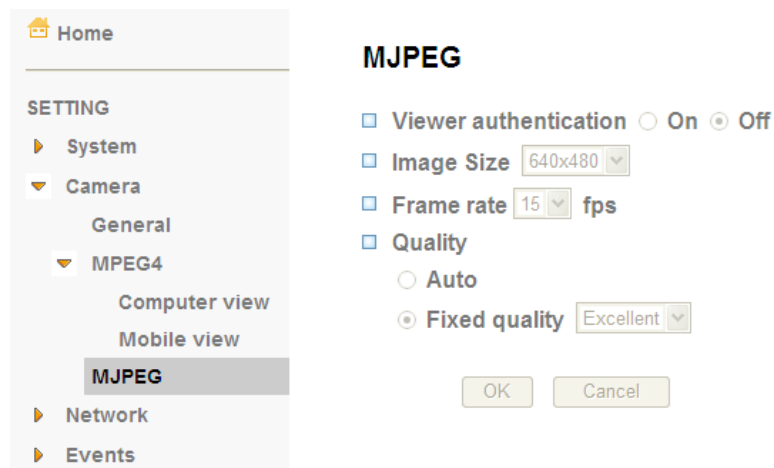 Home
SETTING
System
Camera
General
MPEG4
Computer view
Mobile view
MJPEG
Network
Events
MJPEG
Viewer authentication On Off
Image Size 640x480
Frame rate 15 fps
Quality
Auto
Fixed quality Excellent
OK Cancel